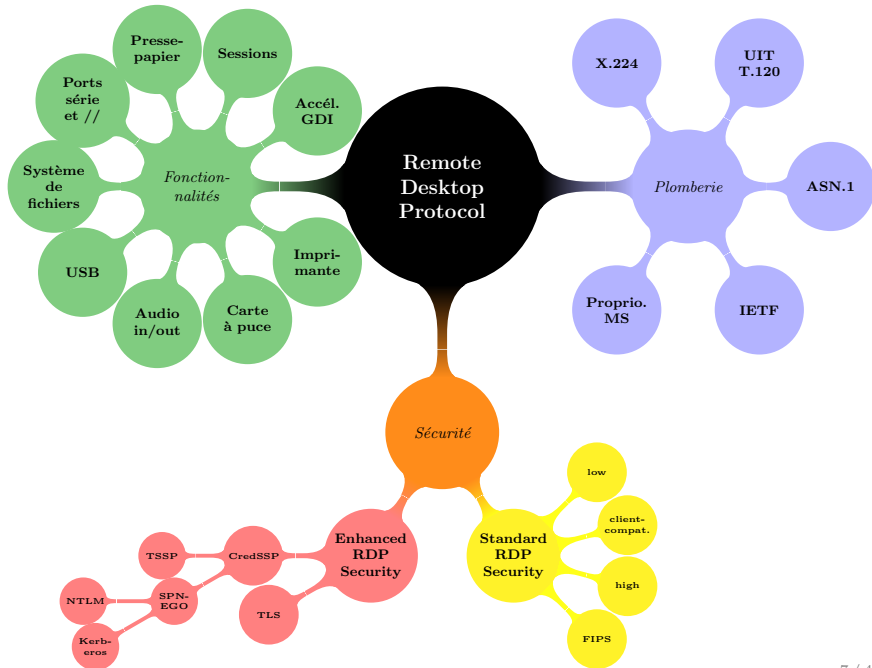 Remote
Desktop
Protocol
Fonction-
nalités
Accél.
GDI
Sessions
Presse-
papier
Ports
série
et //
Système
de
fichiers
USB
Audio
in/out
Carte
à puce
Impri-
mante
Plomberie
X.224
UIT
T.120
ASN.1
IETF
Proprio.
MS
Sécurité
Enhanced
RDP
Security
CredSSP
TSSP
SPN-
EGO
NTLM
Kerb-
eros
TLS
Standard
RDP
Security
low
client-
compat.
high
FIPS